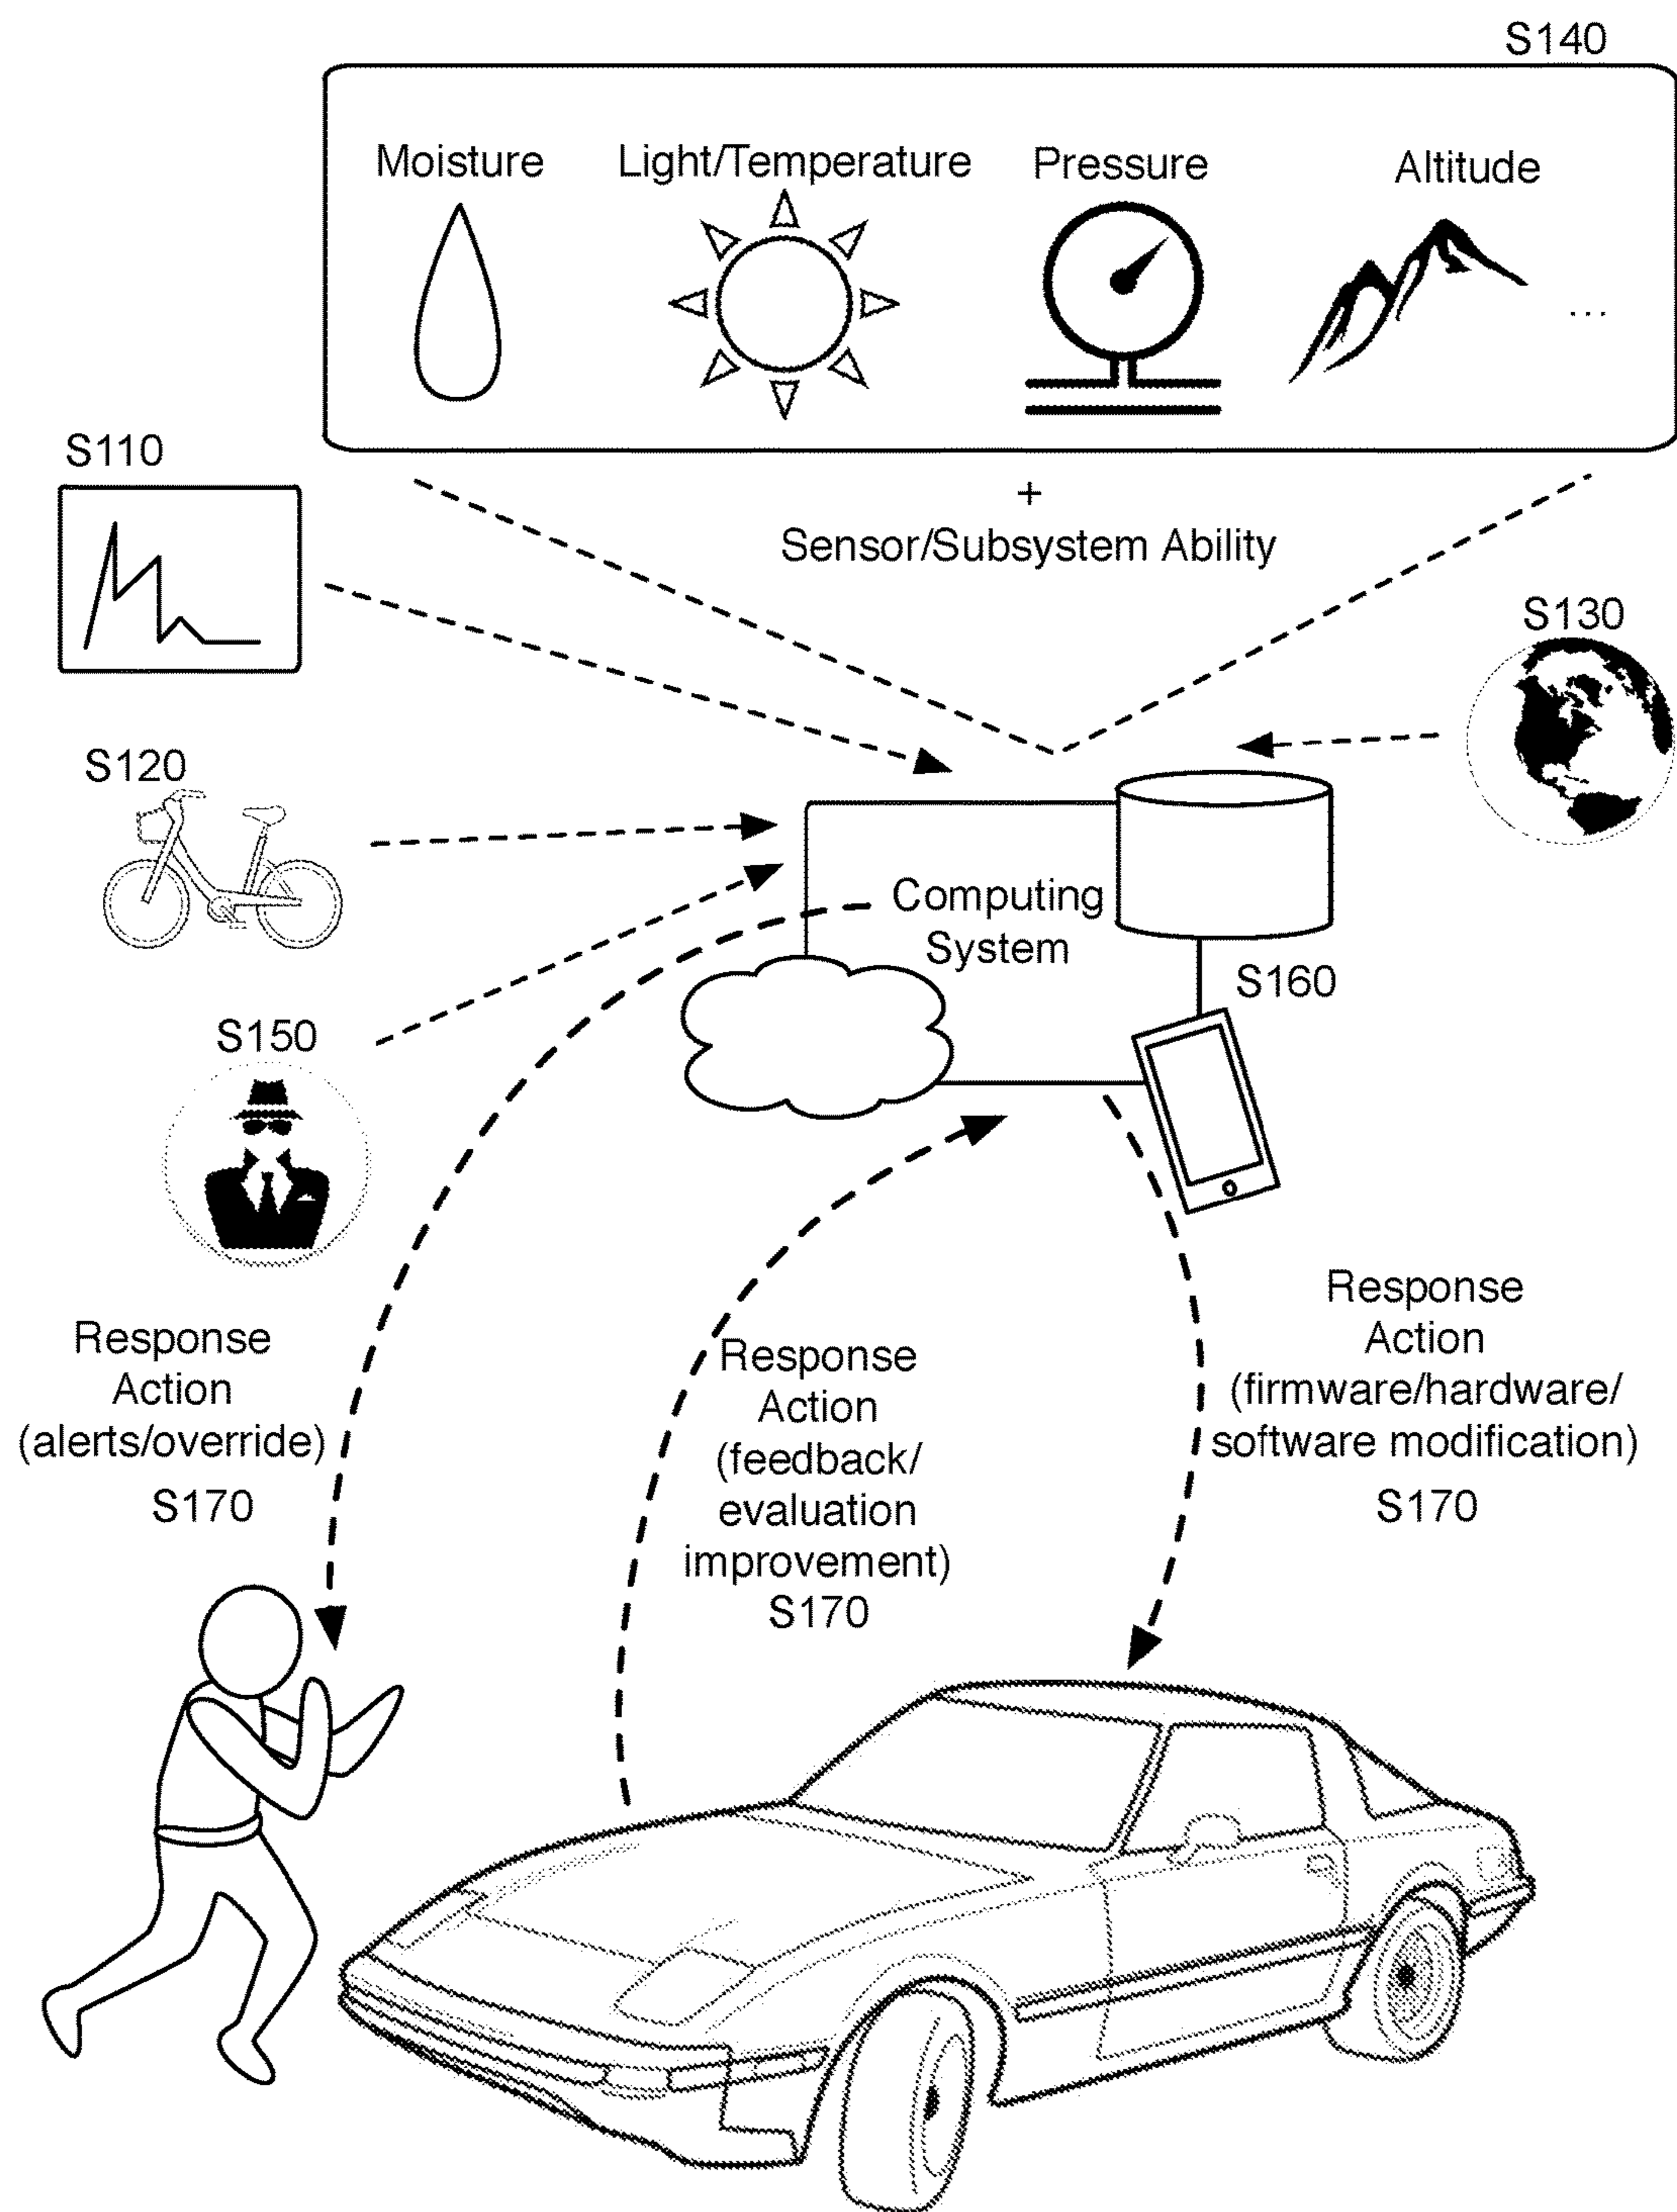 S140
Moisture
Light/Temperature
Pressure
Altitude
...
S110
+
Sensor/Subsystem Ability
S130
S120
Computing
System
S160
S150
Response
Action
(alerts/override)
S170
Response
Action
(feedback/
evaluation
improvement)
S170
Response
Action
(firmware/hardware/
software modification)
S170